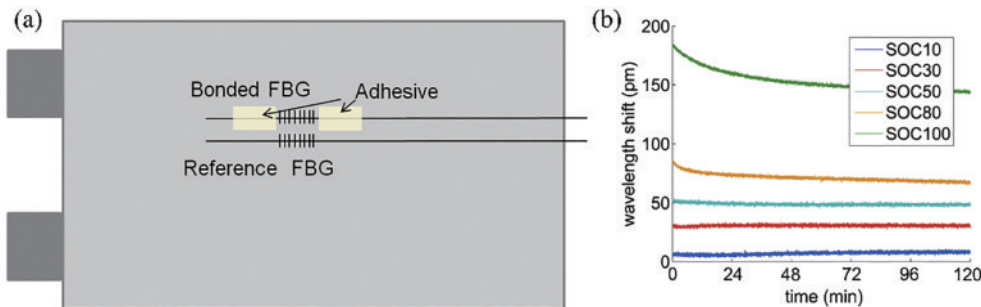 (a)
Bonded FBG
Adhesive
Reference FBG
(b)
200
150
100
50
0
wavelength shift (pm)
SOC10
SOC30
SOC50
SOC80
SOC100
0 24 48 72 96 120
time (min)